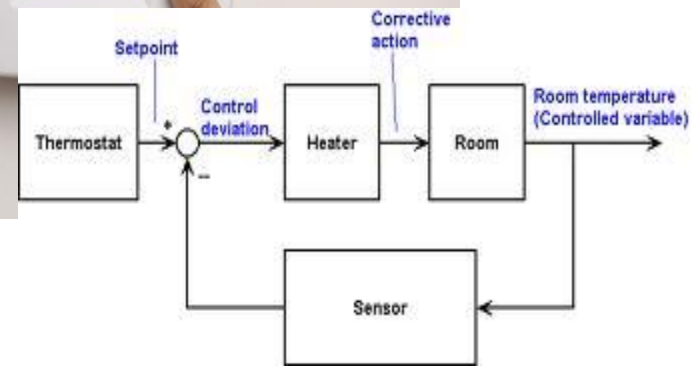 Setpoint
Corrective
action
Control
deviation
Room temperature
(Controlled variable)
Thermostat
+
Heater
Room
--
Sensor